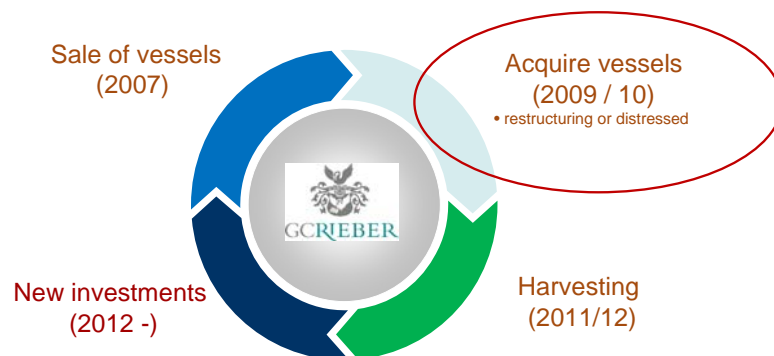 Sale of vessels
(2007)
Acquire vessels
(2009 / 10)
• restructuring or distressed
GCRIEBER
New investments
(2012 -)
Harvesting
(2011/12)